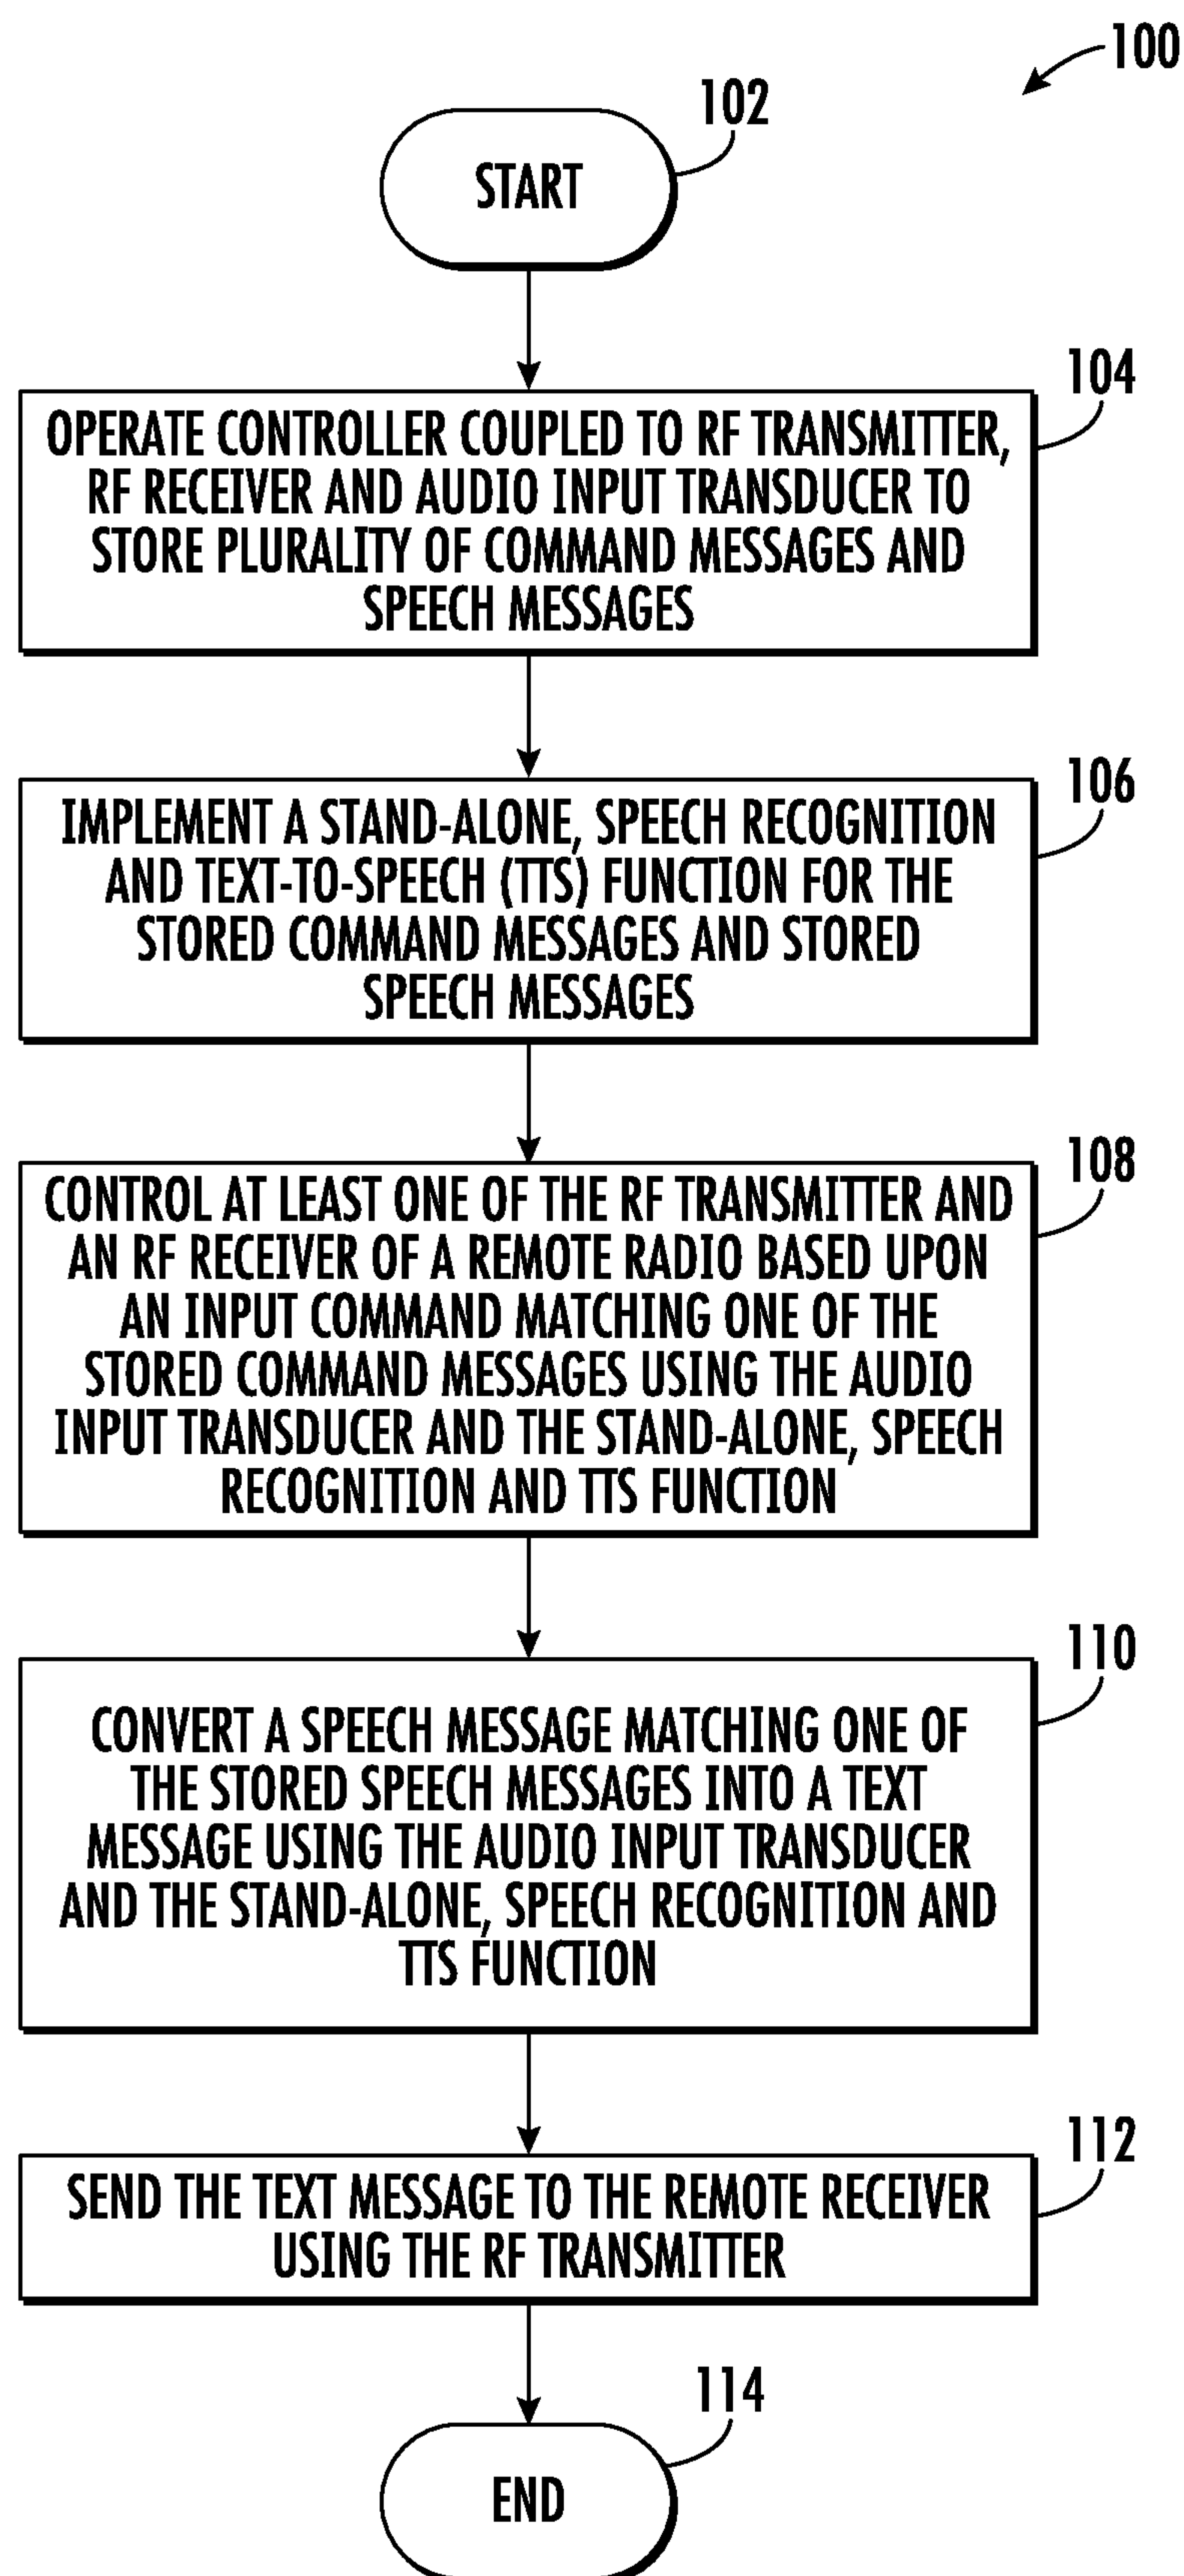 100
102
START
104
OPERATE CONTROLLER COUPLED TO RF TRANSMITTER,
RF RECEIVER AND AUDIO INPUT TRANSDUCER TO
STORE PLURALITY OF COMMAND MESSAGES AND
SPEECH MESSAGES
106
IMPLEMENT A STAND-ALONE, SPEECH RECOGNITION
AND TEXT-TO-SPEECH (TTS) FUNCTION FOR THE
STORED COMMAND MESSAGES AND STORED
SPEECH MESSAGES
108
CONTROL AT LEAST ONE OF THE RF TRANSMITTER AND
AN RF RECEIVER OF A REMOTE RADIO BASED UPON
AN INPUT COMMAND MATCHING ONE OF THE
STORED COMMAND MESSAGES USING THE AUDIO
INPUT TRANSDUCER AND THE STAND-ALONE, SPEECH
RECOGNITION AND TTS FUNCTION
110
CONVERT A SPEECH MESSAGE MATCHING ONE OF
THE STORED SPEECH MESSAGES INTO A TEXT
MESSAGE USING THE AUDIO INPUT TRANSDUCER
AND THE STAND-ALONE, SPEECH RECOGNITION AND
TTS FUNCTION
112
SEND THE TEXT MESSAGE TO THE REMOTE RECEIVER
USING THE RF TRANSMITTER
114
END